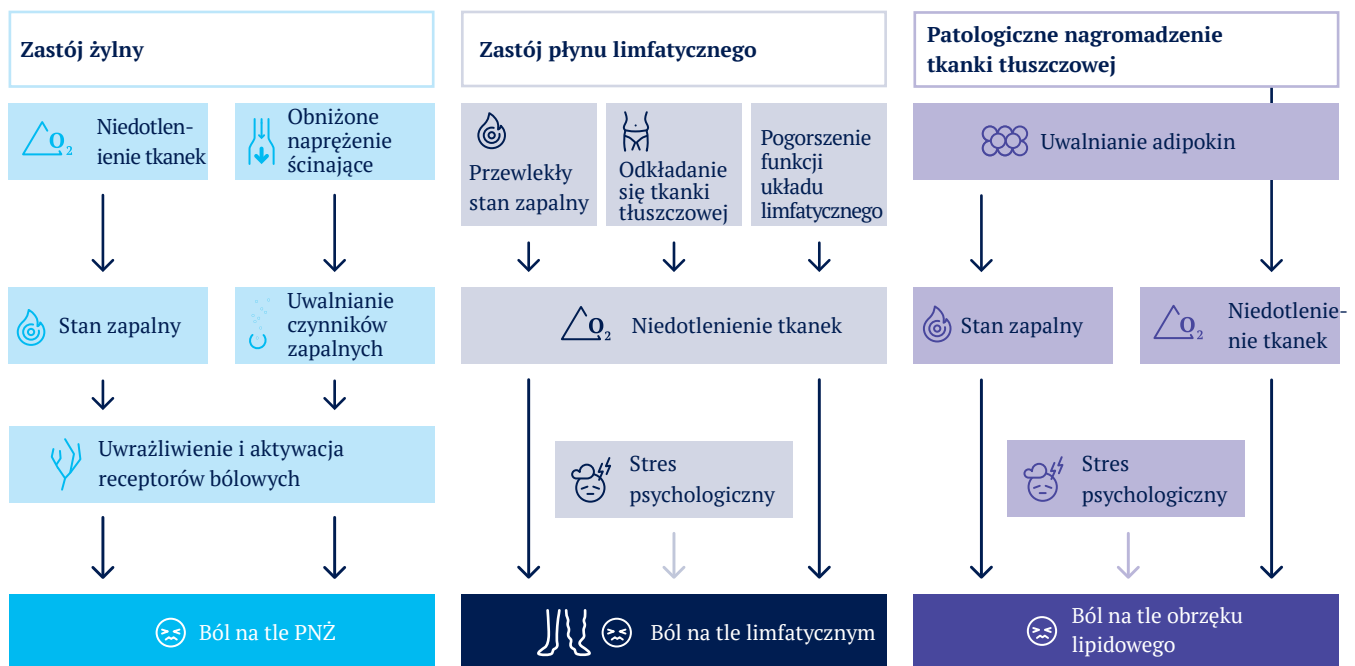 Zastój żylny
Niedotlen-
ienie tkanek
O2
Obniżone
naprężenie
ścinające
Stan zapalny
Uwalnianie
czynników
zapalnych
Uwrażliwienie i aktywacja
receptorów bólowych
Ból na tle PNŻ
Zastój płynu limfatycznego
Przewlekły
stan zapalny
Odkładanie
się tkanki
tłuszczowej
Pogorszenie
funkcji
układu
limfatycznego
O2
Niedotlenienie tkanek
Stres
psychologiczny
Ból na tle limfatycznym
Patologiczne nagromadzenie
tkanki tłuszczowej
Uwalnianie adipokin
Stan zapalny
O2
Niedotlenie-
nie tkanek
Stres
psychologiczny
Ból na tle obrzęku
lipidowego